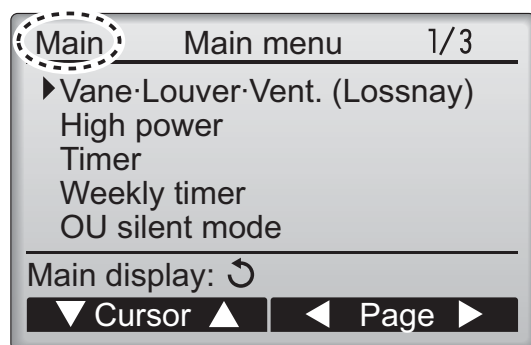 Main Main menu 1/3
▶Vane·Louver·Vent. (Lossnay)
High power
Timer
Weekly timer
OU silent mode
Main display: ↺
▼ Cursor ▲ ◀ Page ▶